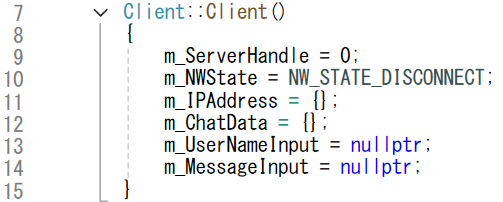 7 Client::Client()
8 {
9 m_ServerHandle = 0;
10 m_NWState = NW_STATE_DISCONNECT;
11 m_IPAddress = {};
12 m_ChatData = {};
13 m_UserNameInput = nullptr;
14 m_MessageInput = nullptr;
15 }